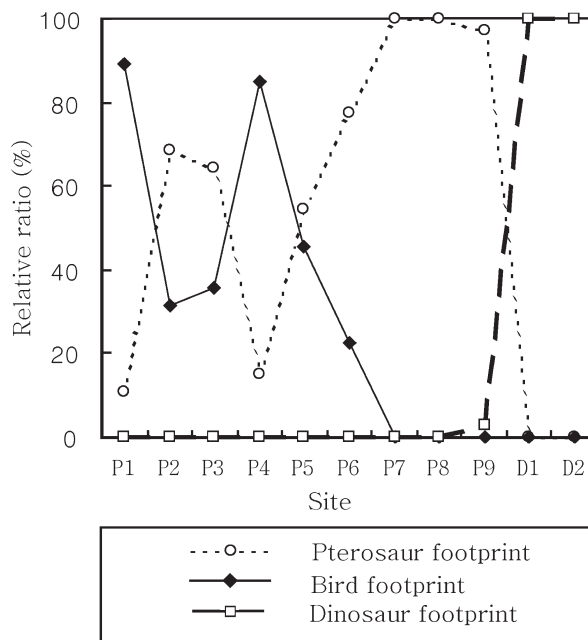 100
80
60
40
20
0
Relative ratio (%)
P1 P2 P3 P4 P5 P6 P7 P8 P9 D1 D2
Site
Pterosaur footprint
Bird footprint
Dinosaur footprint